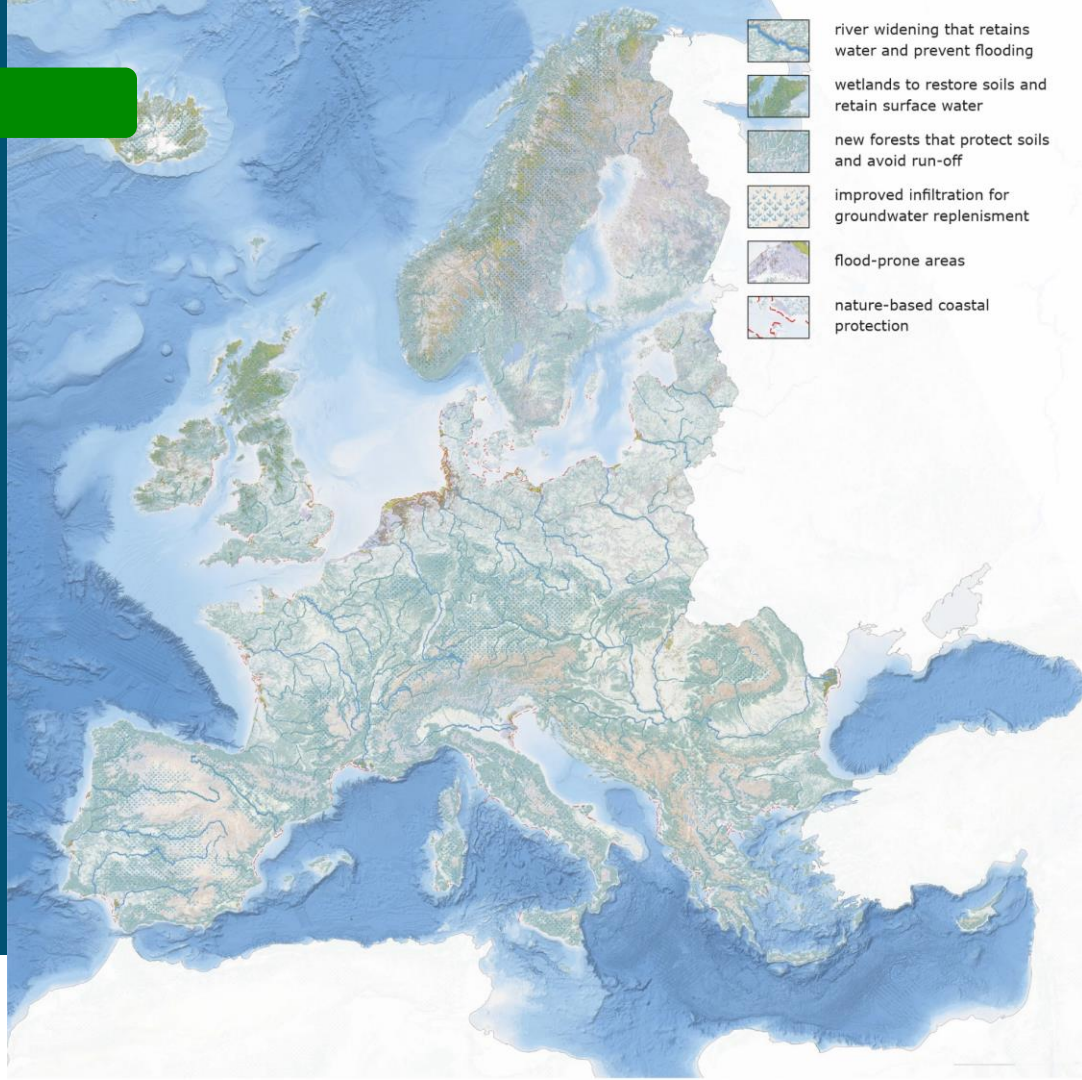 river widening that retains
water and prevent flooding
wetlands to restore soils and
retain surface water
new forests that protect soils
and avoid run-off
improved infiltration for
groundwater replenisment
flood-prone areas
nature-based coastal
protection